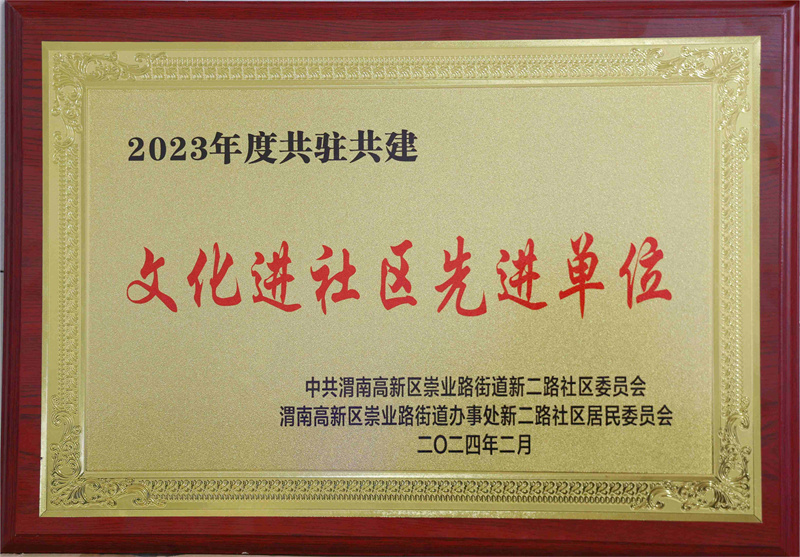 2023年度共驻共建
文化进社区先进单位
中共渭南高新区崇业路街道新二路社区委员会
渭南高新区崇业路街道办事处新二路社区居民委员会
二〇二四年二月